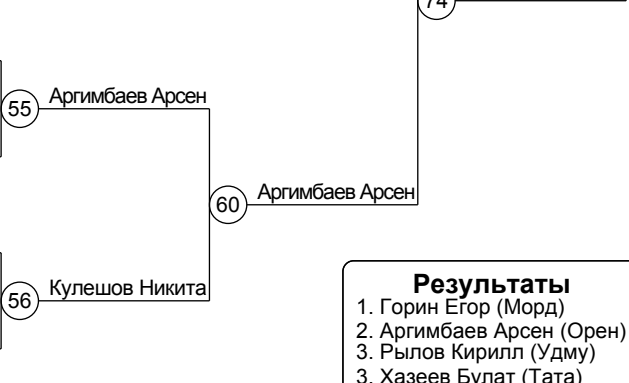 74
Аргимбаев Арсен
55
Аргимбаев Арсен
60
Кулешов Никита
56
Результаты
1. Горин Егор (Морд)
2. Аргимбаев Арсен (Орен)
3. Рылов Кирилл (Удму)
3. Хазеев Булат (Тата)